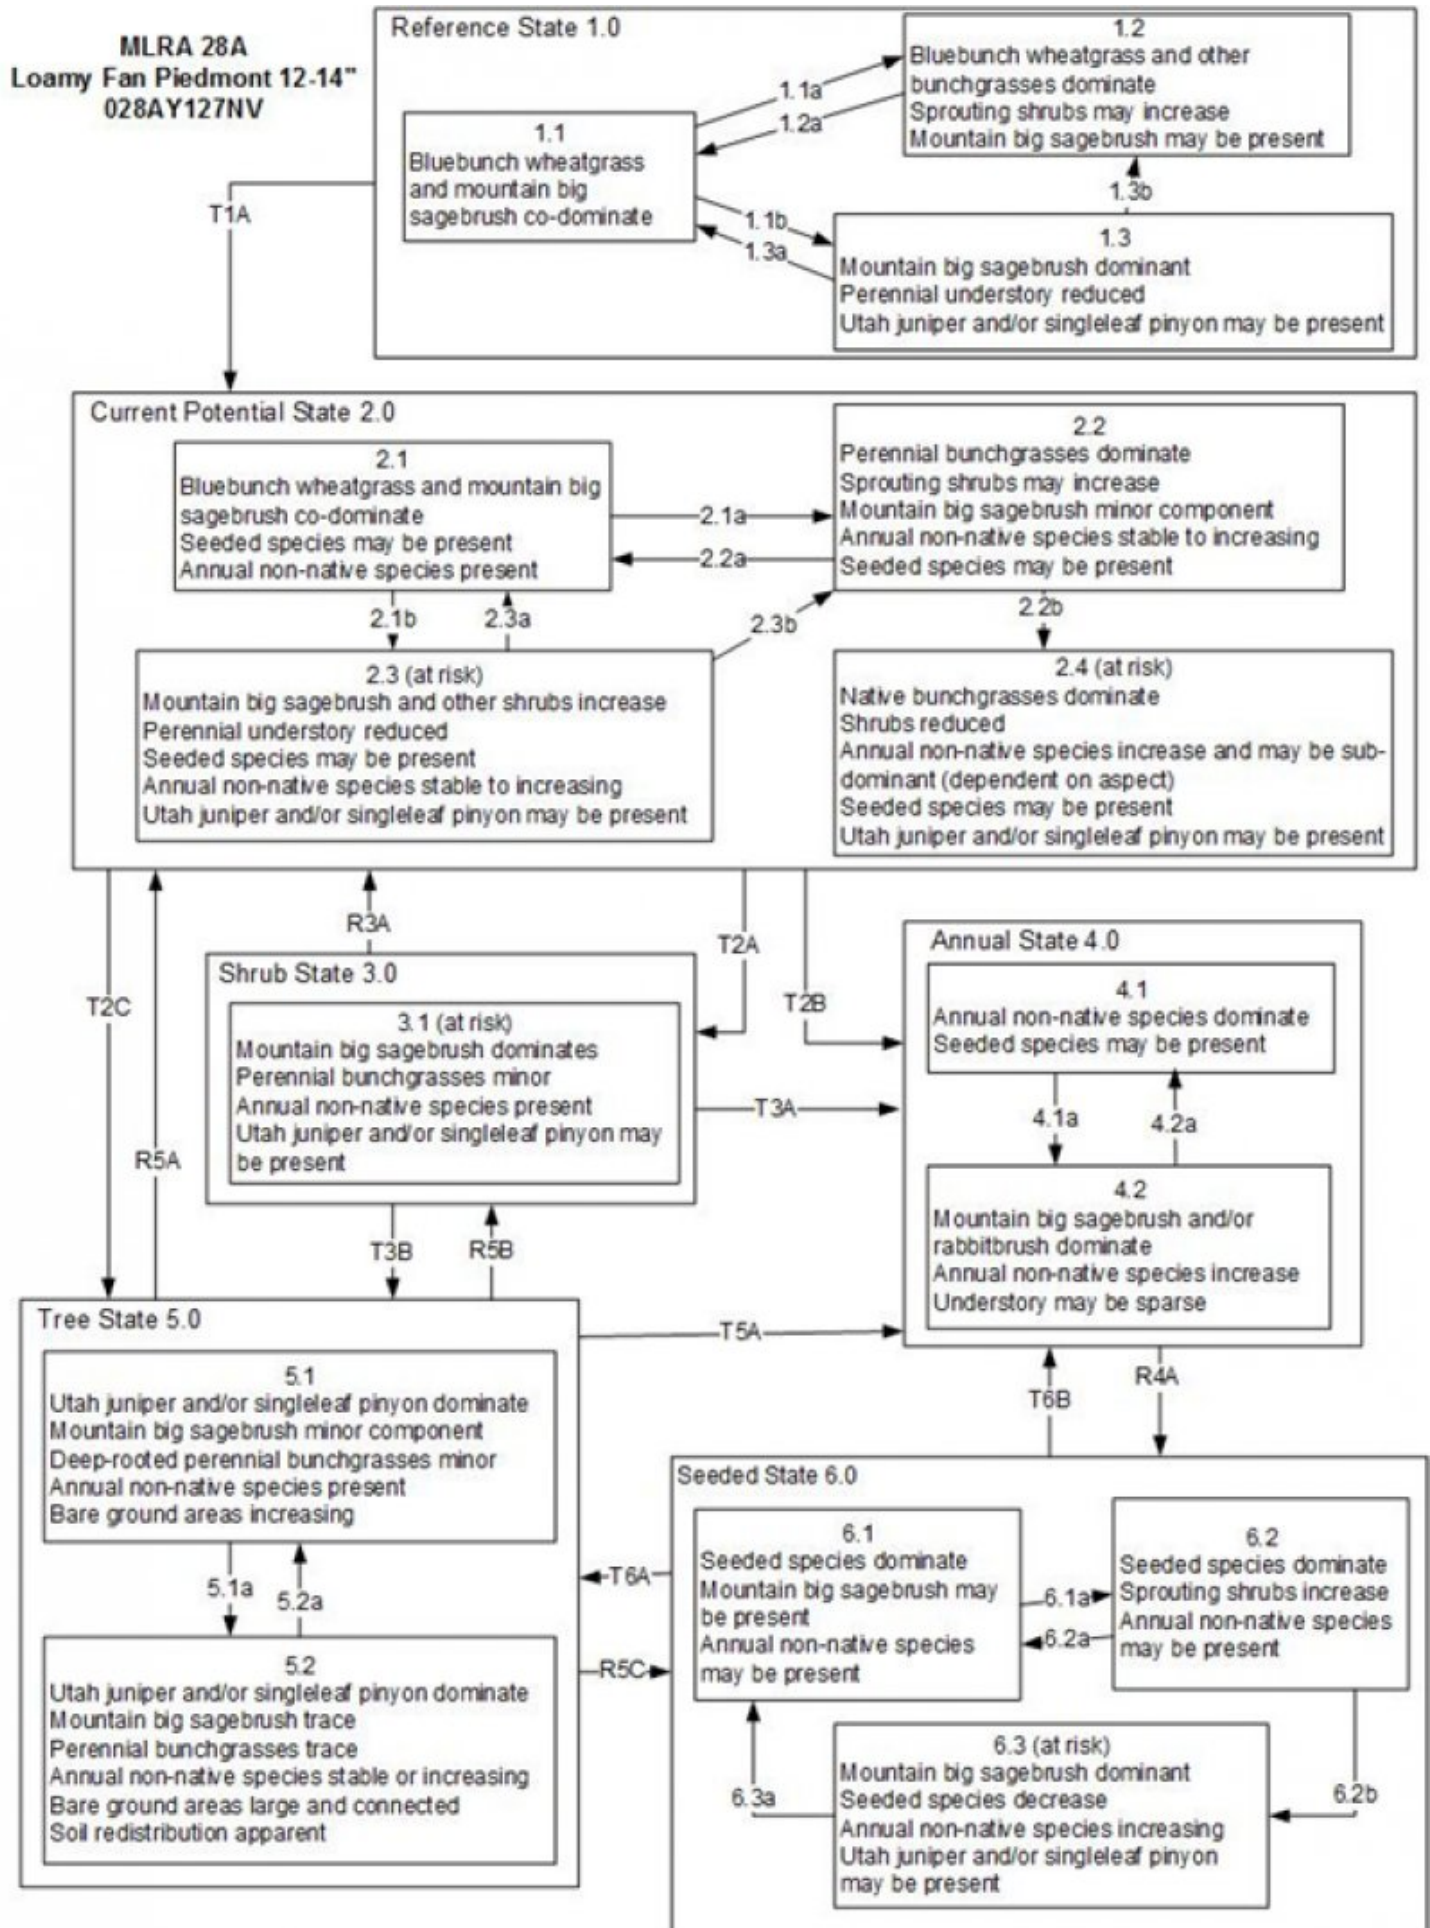 MLRA 28A
Loamy Fan Piedmont 12-14"
028AY127NV
Reference State 1.0
1.1
Bluebunch wheatgrass
and mountain big
sagebrush co-dominate
1.1a
1.2a
1.2
Bluebunch wheatgrass and other
bunchgrasses dominate
Sprouting shrubs may increase
Mountain big sagebrush may be present
1.3b
1.1b
1.3a
1.3
Mountain big sagebrush dominant
Perennial understory reduced
Utah juniper and/or singleleaf pinyon may be present
T1A
Current Potential State 2.0
2.1
Bluebunch wheatgrass and mountain big
sagebrush co-dominate
Seeded species may be present
Annual non-native species present
2.1a
2.2a
2.2
Perennial bunchgrasses dominate
Sprouting shrubs may increase
Mountain big sagebrush minor component
Annual non-native species stable to increasing
Seeded species may be present
2.1b
2.3a
2.3b
2.2b
2.3 (at risk)
Mountain big sagebrush and other shrubs increase
Perennial understory reduced
Seeded species may be present
Annual non-native species stable to increasing
Utah juniper and/or singleleaf pinyon may be present
2.4 (at risk)
Native bunchgrasses dominate
Shrubs reduced
Annual non-native species increase and may be sub-
dominant (dependent on aspect)
Seeded species may be present
Utah juniper and/or singleleaf pinyon may be present
T2C
R5A
R3A
T2A
T2B
Shrub State 3.0
3.1 (at risk)
Mountain big sagebrush dominates
Perennial bunchgrasses minor
Annual non-native species present
Utah juniper and/or singleleaf pinyon may
be present
T3A
T3B
R5B
Annual State 4.0
4.1
Annual non-native species dominate
Seeded species may be present
4.1a
4.2a
4.2
Mountain big sagebrush and/or
rabbitbrush dominate
Annual non-native species increase
Understory may be sparse
Tree State 5.0
5.1
Utah juniper and/or singleleaf pinyon dominate
Mountain big sagebrush minor component
Deep-rooted perennial bunchgrasses minor
Annual non-native species present
Bare ground areas increasing
5.1a
5.2a
5.2
Utah juniper and/or singleleaf pinyon dominate
Mountain big sagebrush trace
Perennial bunchgrasses trace
Annual non-native species stable or increasing
Bare ground areas large and connected
Soil redistribution apparent
T5A
T6B
R4A
T6A
R5C
Seeded State 6.0
6.1
Seeded species dominate
Mountain big sagebrush may
be present
Annual non-native species
may be present
6.1a
6.2a
6.2
Seeded species dominate
Sprouting shrubs increase
Annual non-native species
may be present
6.3a
6.2b
6.3 (at risk)
Mountain big sagebrush dominant
Seeded species decrease
Annual non-native species increasing
Utah juniper and/or singleleaf pinyon
may be present